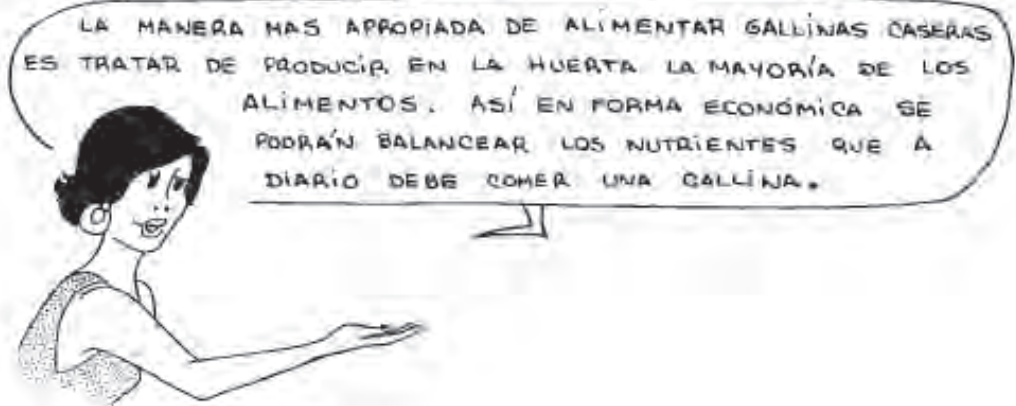 LA MANERA MAS APROPIADA DE ALIMENTAR GALLINAS CASERAS
ES TRATAR DE PRODUCIR EN LA HUERTA LA MAYORÍA DE LOS
ALIMENTOS. ASÍ EN FORMA ECONÓMICA SE
PODRÁN BALANCEAR LOS NUTRIENTES QUE A
DIARIO DEBE COMER UNA GALLINA.